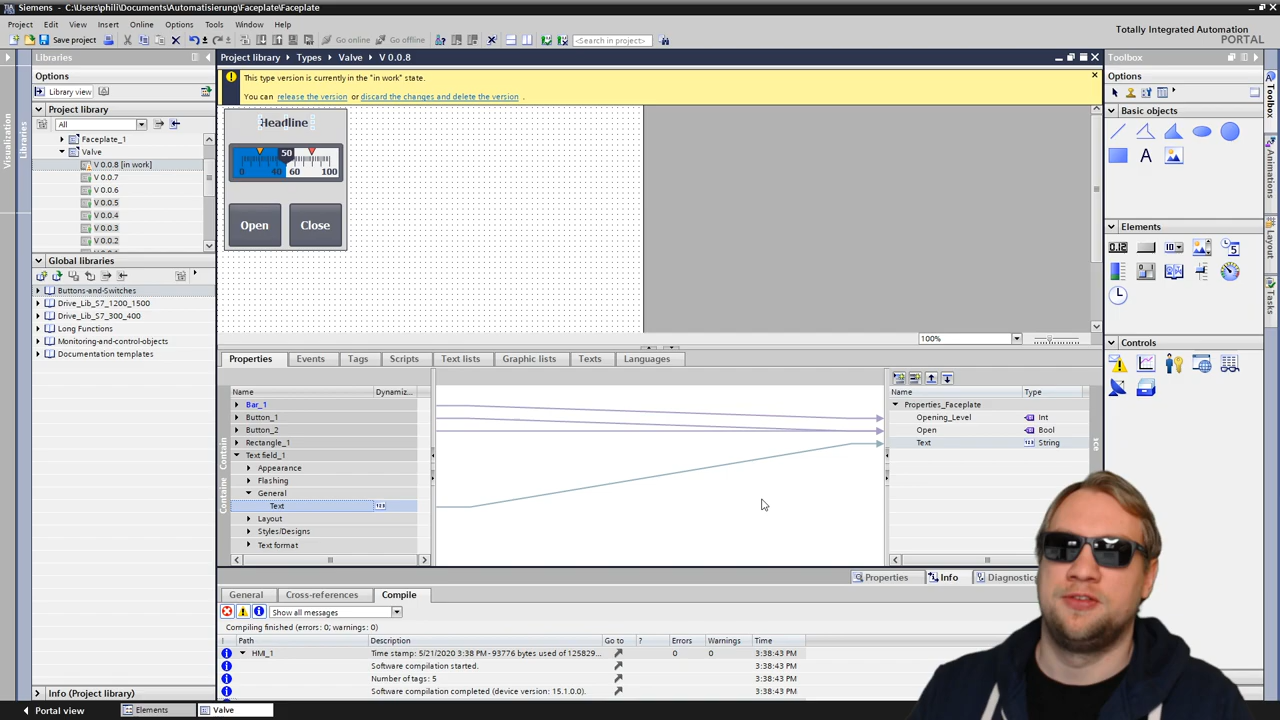 Siemens - C:\Users\phili\Documents\Automatisierung\Faceplate\Faceplate
Project Edit View Insert Online Options Tools Window Help
Totally Integrated Automation
PORTAL
Save project
Go online
Go offline
<Search in project>
Libraries
Project library Types Valve V 0.0.8
Toolbox
Options
Library view
Project library
All
Faceplate_1
Valve
V 0.0.8 [in work]
V 0.0.7
V 0.0.6
V 0.0.5
V 0.0.4
V 0.0.3
V 0.0.2
Global libraries
Buttons-and-Switches
Drive_Lib_S7_1200_1500
Drive_Lib_S7_300_400
Long Functions
Monitoring-and-control-objects
Documentation templates
Info (Project library)
Visualization
Libraries
This type version is currently in the "in work" state.
You can release the version or discard the changes and delete the version .
Headline
50
0 40 60 100
Open Close
100%
Properties Events Tags Scripts Text lists Graphic lists Texts Languages
Name Dynamiz...
Bar_1
Button_1
Button_2
Rectangle_1
Text field_1
Appearance
Flashing
General
Text
Layout
Styles/Designs
Text format
Name Type
Properties_Faceplate
Opening_Level Int
Open Bool
Text String
Properties Info Diagnostics
General Cross-references Compile
Show all messages
Compiling finished (errors: 0; warnings: 0)
! Path Description Go to ? Errors Warnings Time
HMI_1 Time stamp: 5/21/2020 3:38 PM - 93776 bytes used of 125829... 0 0 3:38:43 PM
Software compilation started. 3:38:43 PM
Number of tags: 5 3:38:43 PM
Software compilation completed (device version: 15.1.0.0). 3:38:43 PM
Options
Basic objects
Elements
Controls
Toolbox
Animations
Layout
Tasks
Portal view Elements Valve